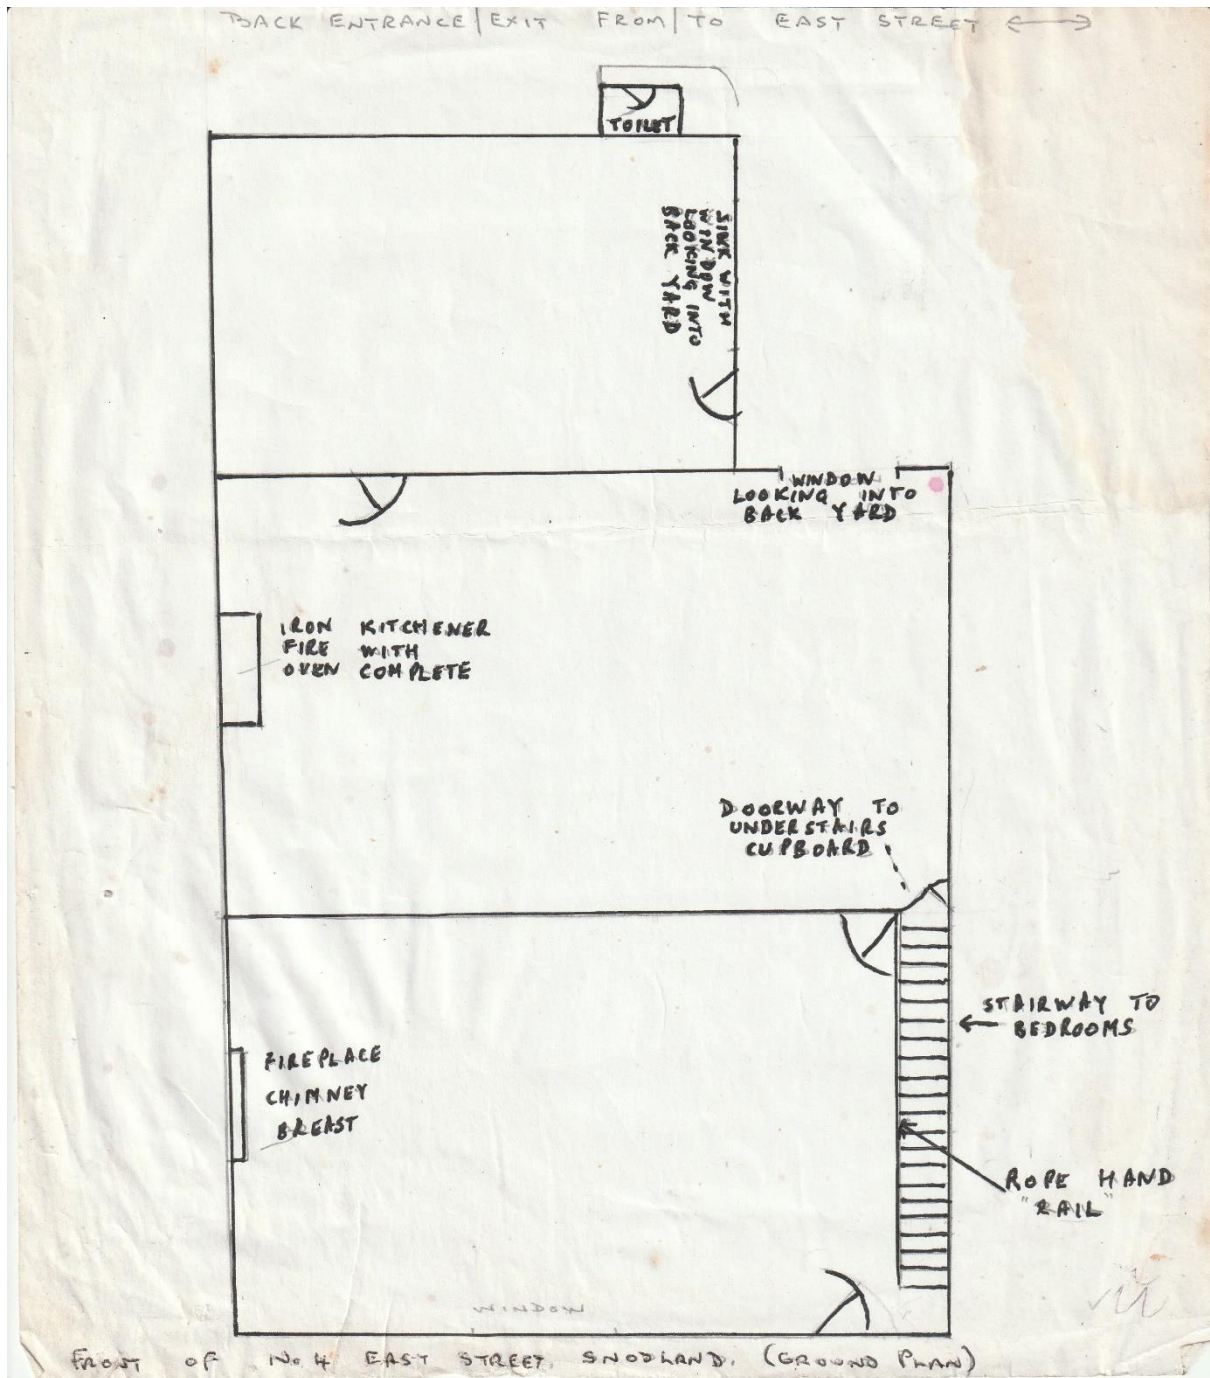 BACK ENTRANCE/EXIT FROM/TO EAST STREET
TOILET
SINK WITH
WINDOW
LOOKING INTO
BACK YARD
WINDOW
LOOKING INTO
BACK YARD
IRON KITCHENER
FIRE WITH
OVEN COMPLETE
DOORWAY TO
UNDERSTAIRS
CUPBOARD
STAIRWAY TO
BEDROOMS
FIREPLACE
CHIMNEY
BREAST
ROPE HAND
"RAIL"
WINDOW
FRONT OF No. 4 EAST STREET, SNODLAND. (GROUND PLAN)